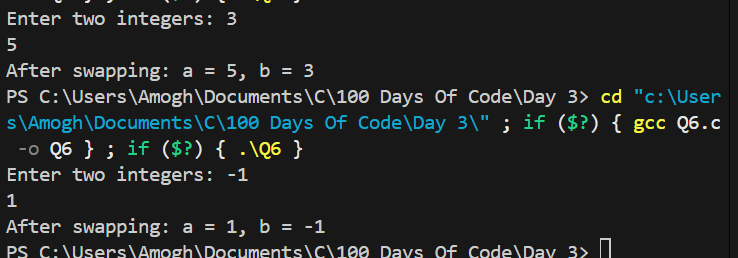 Enter two integers: 3
5
After swapping: a = 5, b = 3
PS C:\Users\Amogh\Documents\C\100 Days Of Code\Day 3> cd "c:\User
s\Amogh\Documents\C\100 Days Of Code\Day 3\" ; if ($?) { gcc Q6.c
 -o Q6 } ; if ($?) { .\Q6 }
Enter two integers: -1
1
After swapping: a = 1, b = -1
PS C:\Users\Amogh\Documents\C\100 Days Of Code\Day 3>